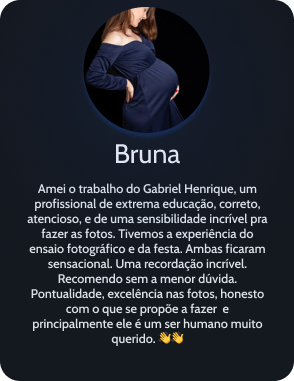 Bruna
Amei o trabalho do Gabriel Henrique, um
profissional de extrema educação, correto,
atencioso, e de uma sensibilidade incrível pra
fazer as fotos. Tivemos a experiência do
ensaio fotográfico e da festa. Ambas ficaram
sensacional. Uma recordação incrível.
Recomendo sem a menor dúvida.
Pontualidade, excelência nas fotos, honesto
com o que se propõe a fazer e
principalmente ele é um ser humano muito
querido. 👏👏